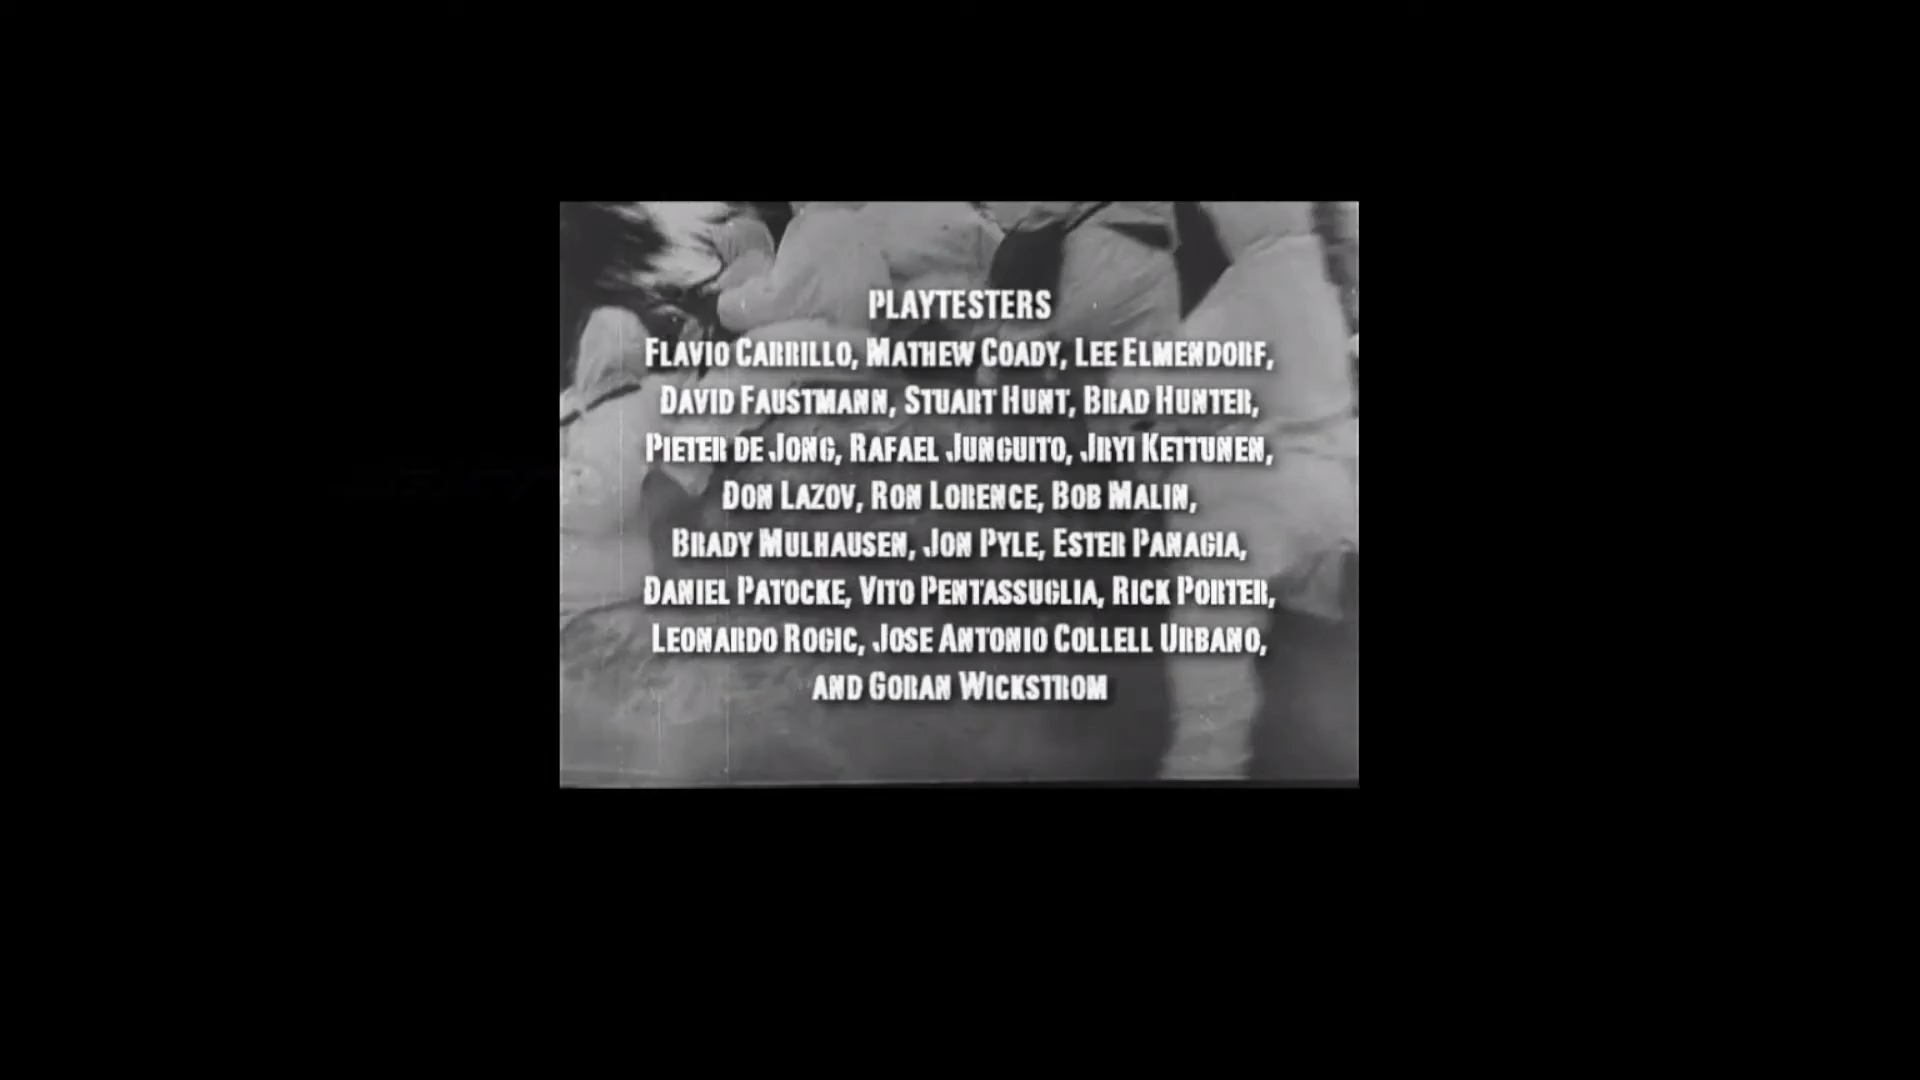 PLAYTESTERS
FLAVIO CARRILLO, MATHEW COADY, LEE ELMENDORF,
DAVID FAUSTMANN, STUART HUNT, BRAD HUNTER,
PIETER DE JONG, RAFAEL JUNGUITO, JRYI KETTUNEN,
DON LAZOV, RON LORENCE, BOB MALIN,
BRADY MULHAUSEN, JON PYLE, ESTER PANAGIA,
DANIEL PATOCKE, VITO PENTASSUGLIA, RICK PORTER,
LEONARDO ROGIC, JOSE ANTONIO COLLELL URBANO,
AND GORAN WICKSTROM